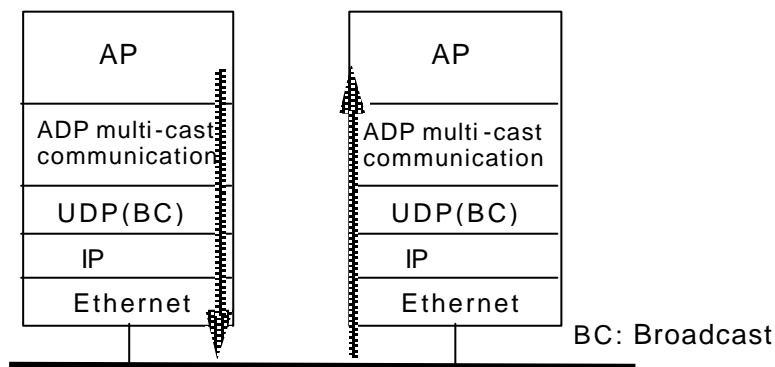 AP
ADP multi-cast
communication
UDP(BC)
IP
Ethernet
AP
ADP multi-cast
communication
UDP(BC)
IP
Ethernet
BC: Broadcast